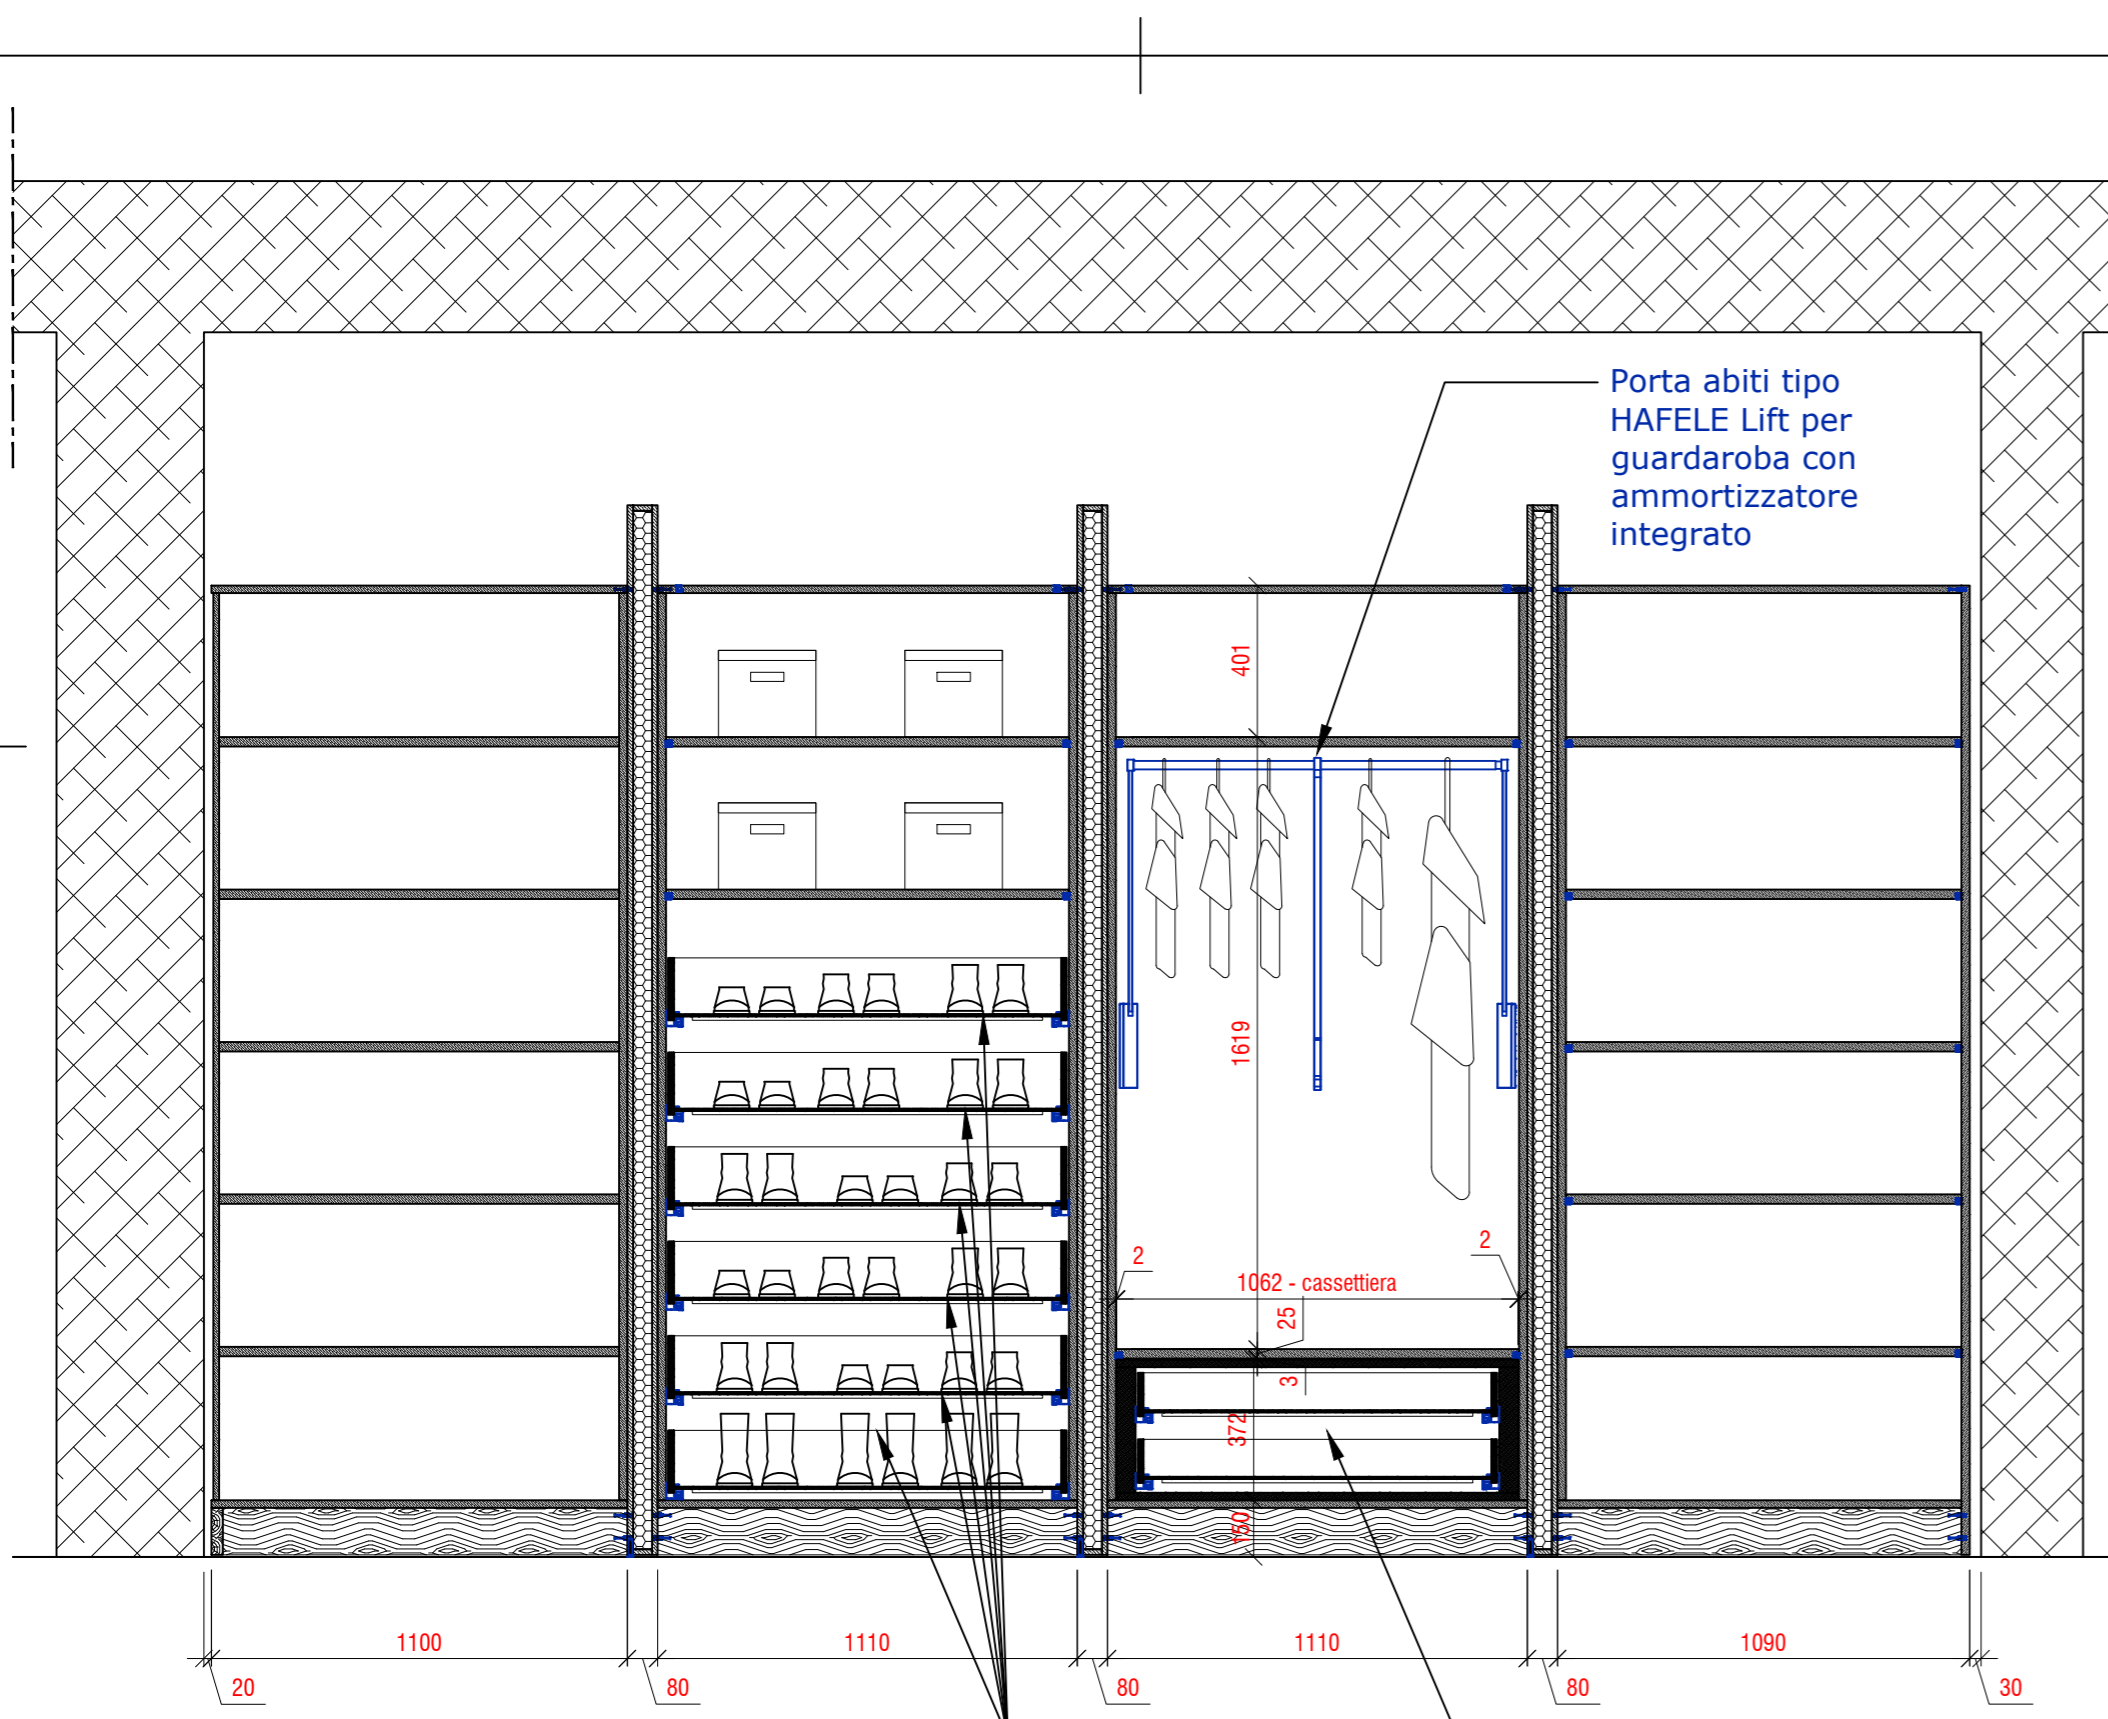 Porta abiti tipo
HAFELE Lift per
guardaroba con
ammortizzatore
integrato
401
1619
2
2
1062 - cassettiera
25
3
372
150
1100
1110
1110
1090
20
80
80
80
30